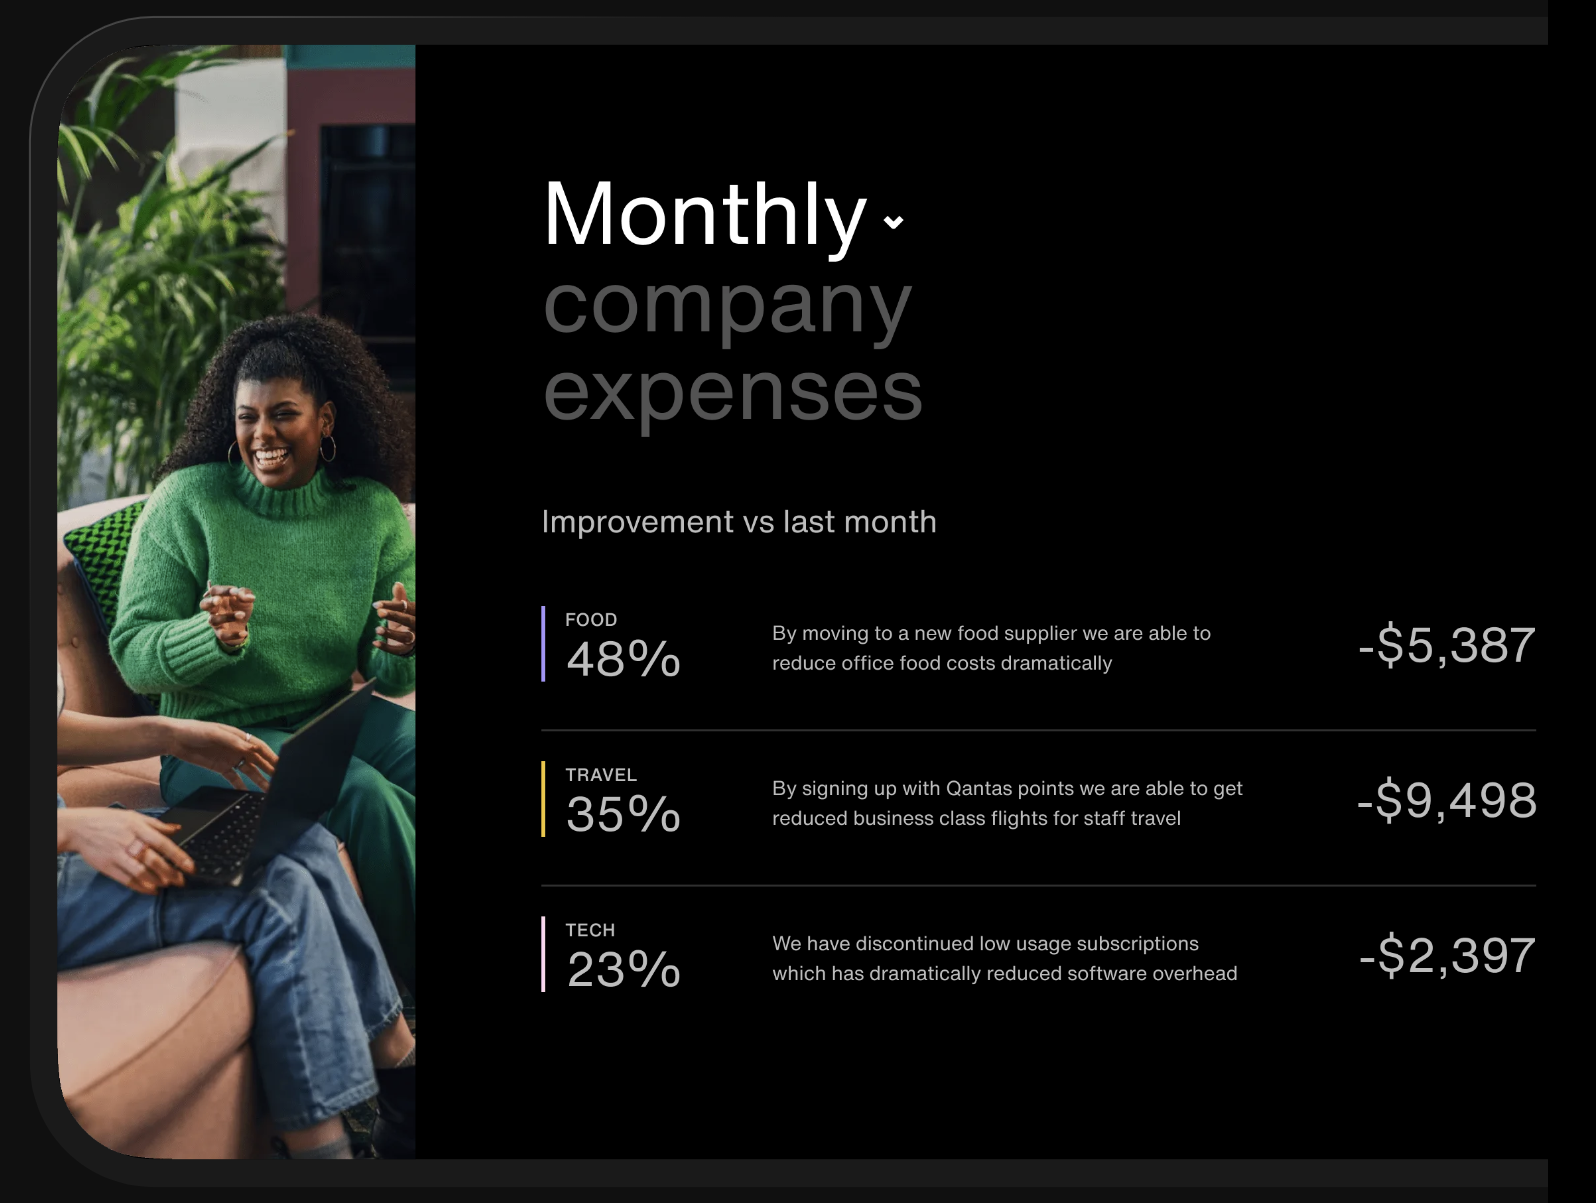 Monthly
company
expenses
Improvement vs last month
FOOD
48%
By moving to a new food supplier we are able to
reduce office food costs dramatically
-$5,387
TRAVEL
35%
By signing up with Qantas points we are able to get
reduced business class flights for staff travel
-$9,498
TECH
23%
We have discontinued low usage subscriptions
which has dramatically reduced software overhead
-$2,397